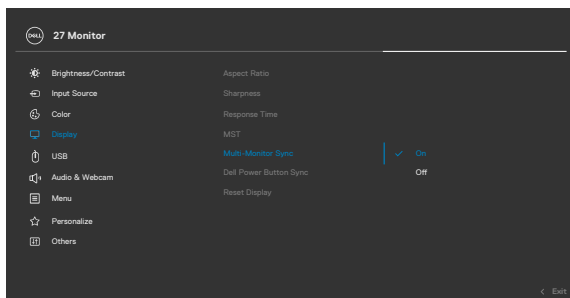 DELL 27 Monitor
Brightness/Contrast
Input Source
Color
Display
USB
Audio & Webcam
Menu
Personalize
Others
Aspect Ratio
Sharpness
Response Time
MST
Multi-Monitor Sync
Dell Power Button Sync
Reset Display
On
Off
Exit